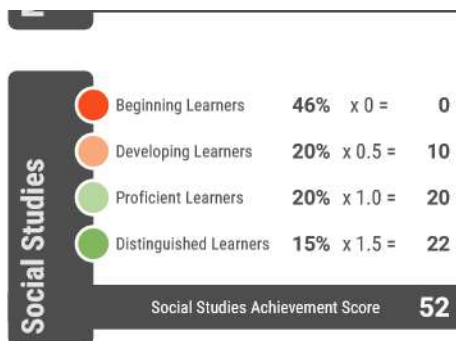 Social Studies
Beginning Learners 46% x 0 = 0
Developing Learners 20% x 0.5 = 10
Proficient Learners 20% x 1.0 = 20
Distinguished Learners 15% x 1.5 = 22
Social Studies Achievement Score 52